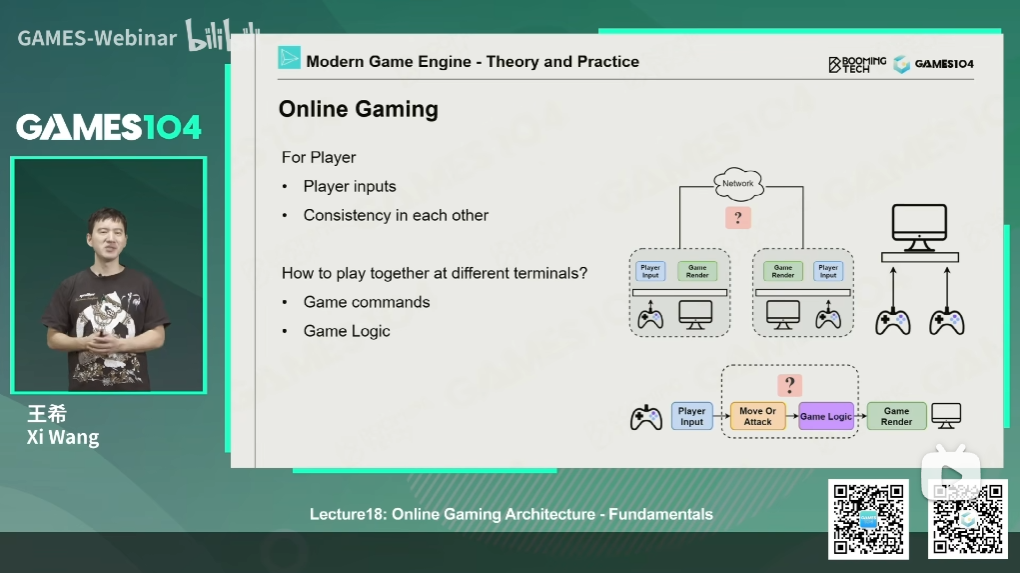 GAMES-Webinar bilibili
GAMES104
王希
Xi Wang
Modern Game Engine - Theory and Practice
BOOMING TECH
GAMES104
Online Gaming
For Player
• Player inputs
• Consistency in each other
How to play together at different terminals?
• Game commands
• Game Logic
Network
?
Player Input
Game Render
Game Render
Player Input
?
Player Input
Move Or Attack
Game Logic
Game Render
Lecture18: Online Gaming Architecture - Fundamentals